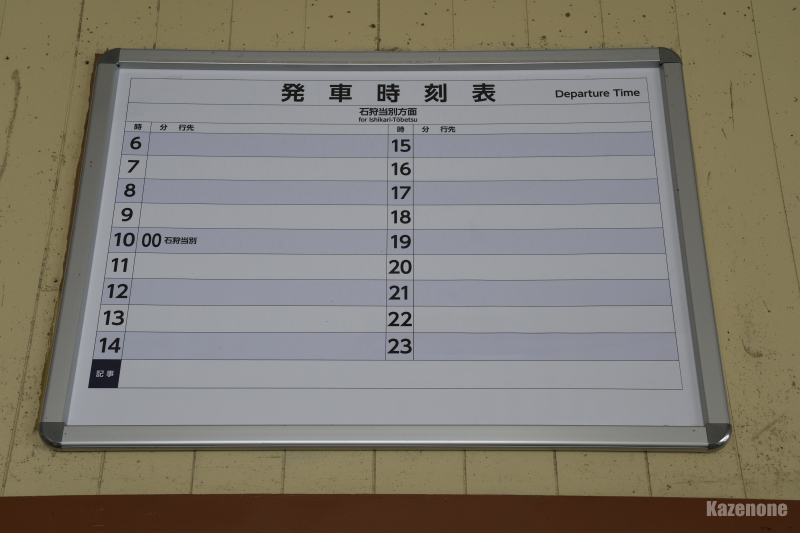 発車時刻表 Departure Time
石狩当別方面
for Ishikari-Tōbetsu
時 分 行先 時 分 行先
6 15
7 16
8 17
9 18
10 00 石狩当別 19
11 20
12 21
13 22
14 23
記事
Kazenone